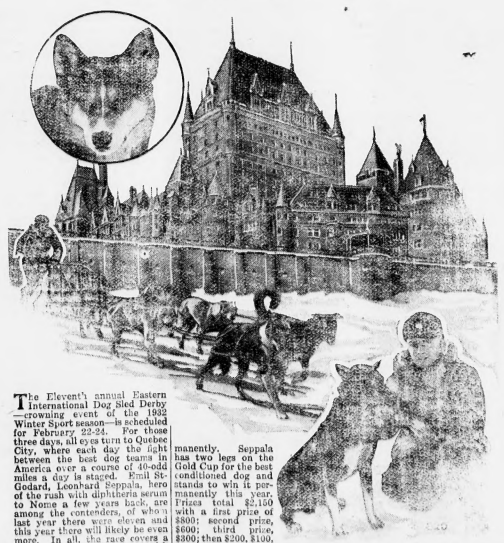 The Elevent'h annual Eastern
International Dog Sled Derby
—crowning event of the 1932
Winter Sport season—is scheduled
for February 22-24. For those
three days, all eyes turn to Quebec
City, where each day the fight
between the best dog teams in
America over a course of 40-odd
miles a day is staged. Emil St-
Godard, Leonhard Seppala, hero
of the rush with diphtheria serum
to Nome a few years back, are
among the contenders, of whom
last year there were eleven and
this year there will likely be even
more. In all, the race covers a
manently. Seppala
has two legs on the
Gold Cup for the best
conditioned dog and
stands to win it per-
manently this year.
Prizes total $2,150
with a first prize of
$800; second prize,
$600; third prize,
$300; then $200, $100,